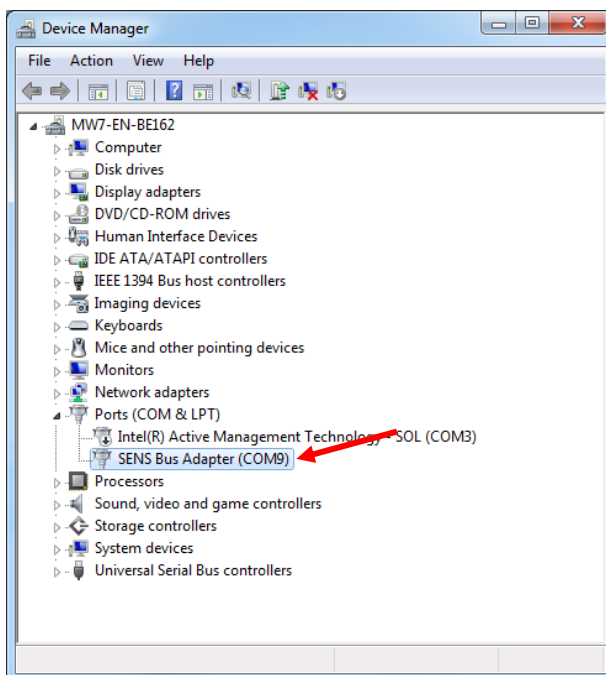 Device Manager
File Action View Help
MW7-EN-BE162
Computer
Disk drives
Display adapters
DVD/CD-ROM drives
Human Interface Devices
IDE ATA/ATAPI controllers
IEEE 1394 Bus host controllers
Imaging devices
Keyboards
Mice and other pointing devices
Monitors
Network adapters
Ports (COM & LPT)
Intel(R) Active Management Technology - SOL (COM3)
SENS Bus Adapter (COM9)
Processors
Sound, video and game controllers
Storage controllers
System devices
Universal Serial Bus controllers